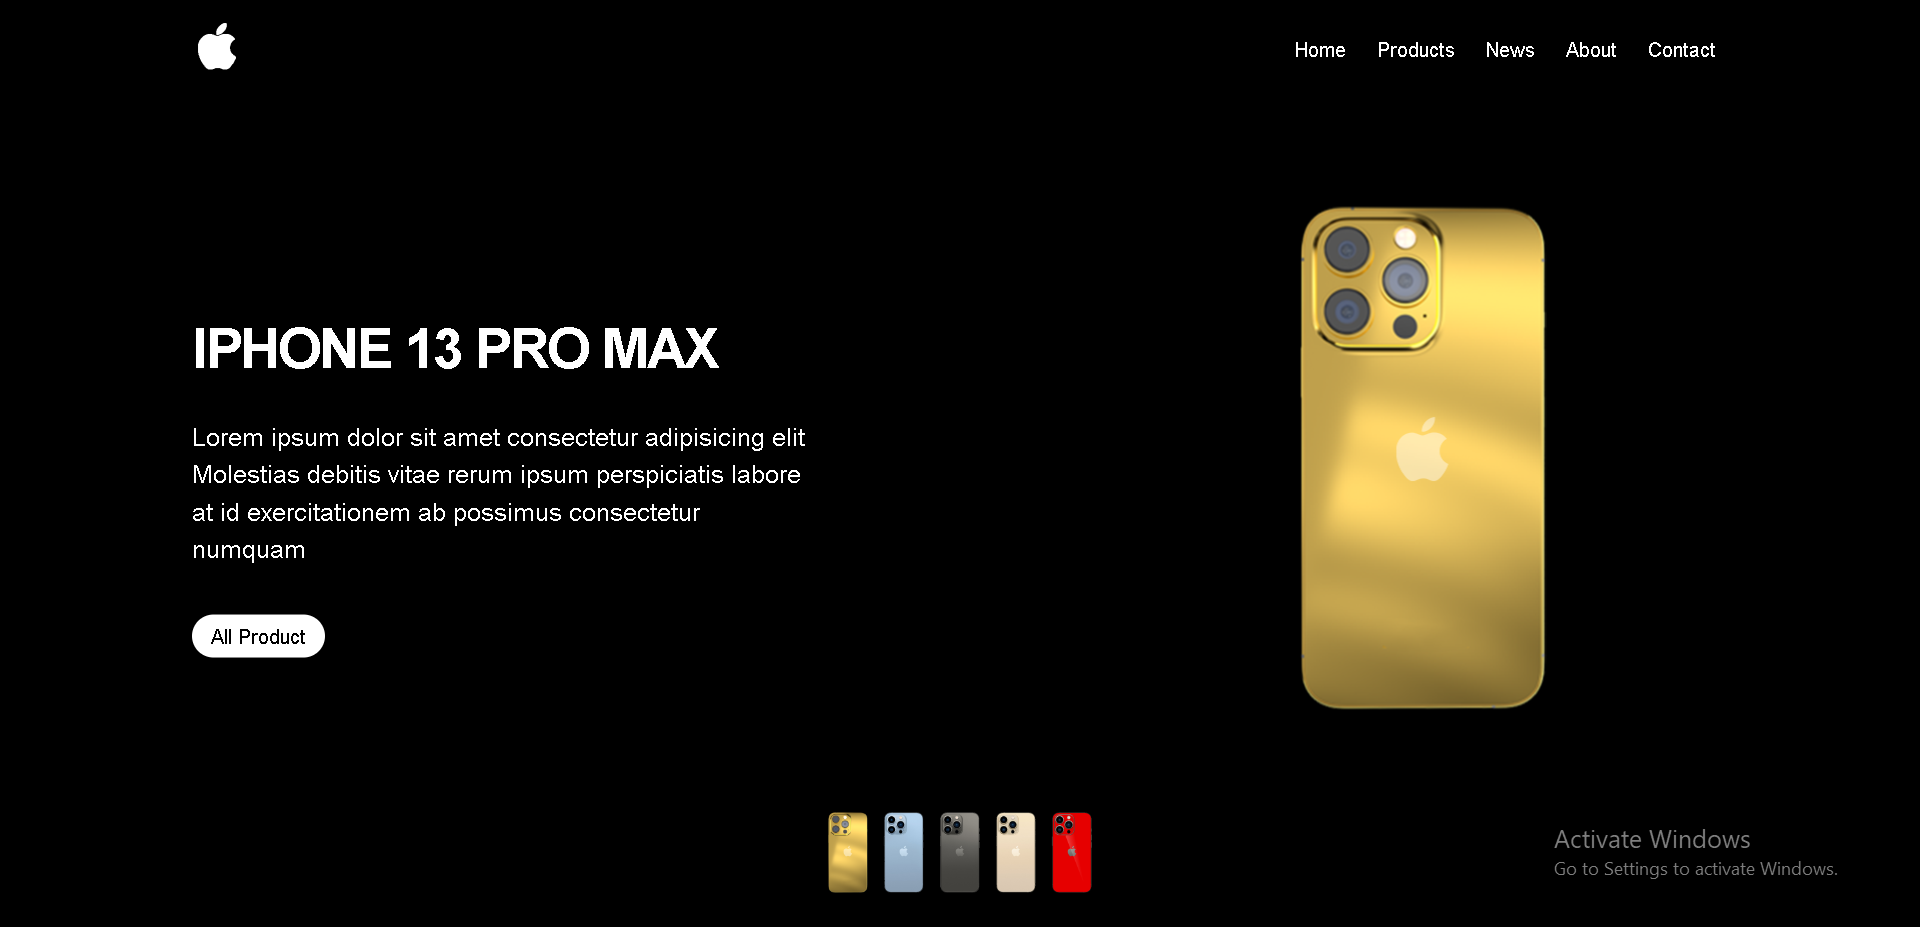 Home Products News About Contact
IPHONE 13 PRO MAX
Lorem ipsum dolor sit amet consectetur adipisicing elit
Molestias debitis vitae rerum ipsum perspiciatis labore
at id exercitationem ab possimus consectetur
numquam
All Product
Activate Windows
Go to Settings to activate Windows.